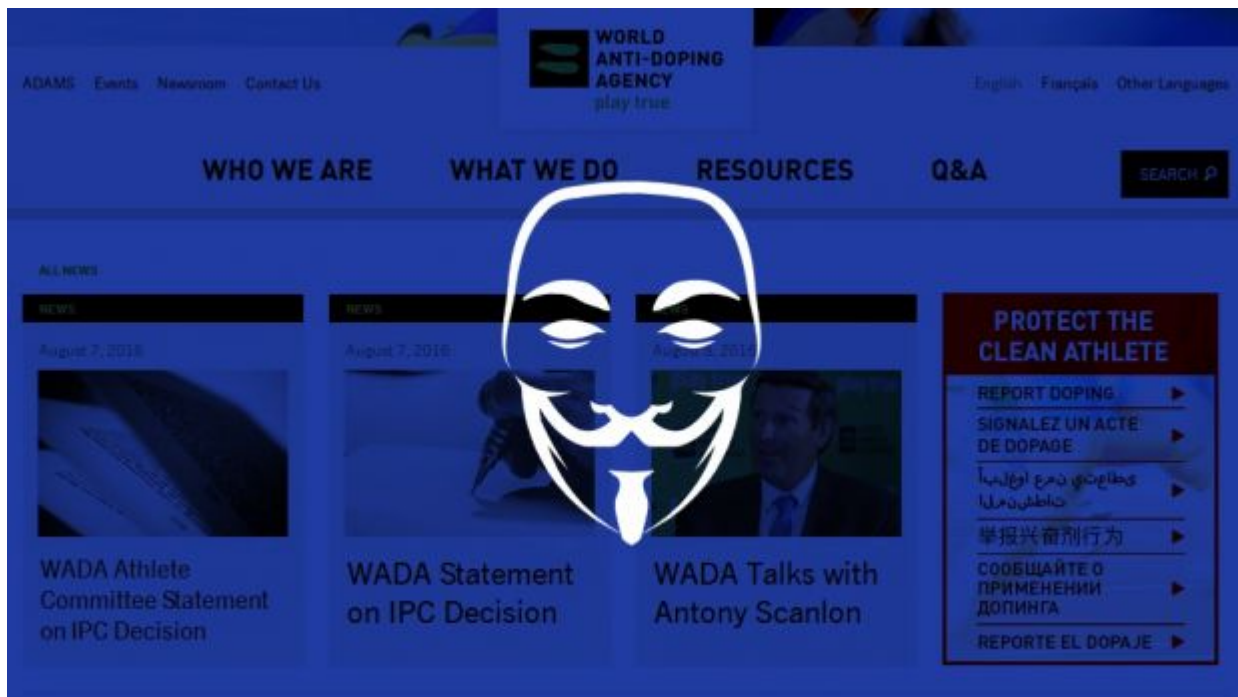 WORLD
ANTI-DOPING
AGENCY
play true
ADAMS Events Newsroom Contact Us
English Français Other Languages
WHO WE ARE WHAT WE DO RESOURCES Q&A
SEARCH
ALL NEWS
NEWS NEWS NEWS
August 7, 2016 August 7, 2016 August 2016
WADA Athlete
Committee Statement
on IPC Decision
WADA Statement
on IPC Decision
WADA Talks with
Antony Scanlon
PROTECT THE
CLEAN ATHLETE
REPORT DOPING
SIGNALEZ UN ACTE
DE DOPAGE
举报兴奋剂行为
СООБЩАЙТЕ О
ПРИМЕНЕНИИ
ДОПИНГА
REPORTE EL DOPAJE